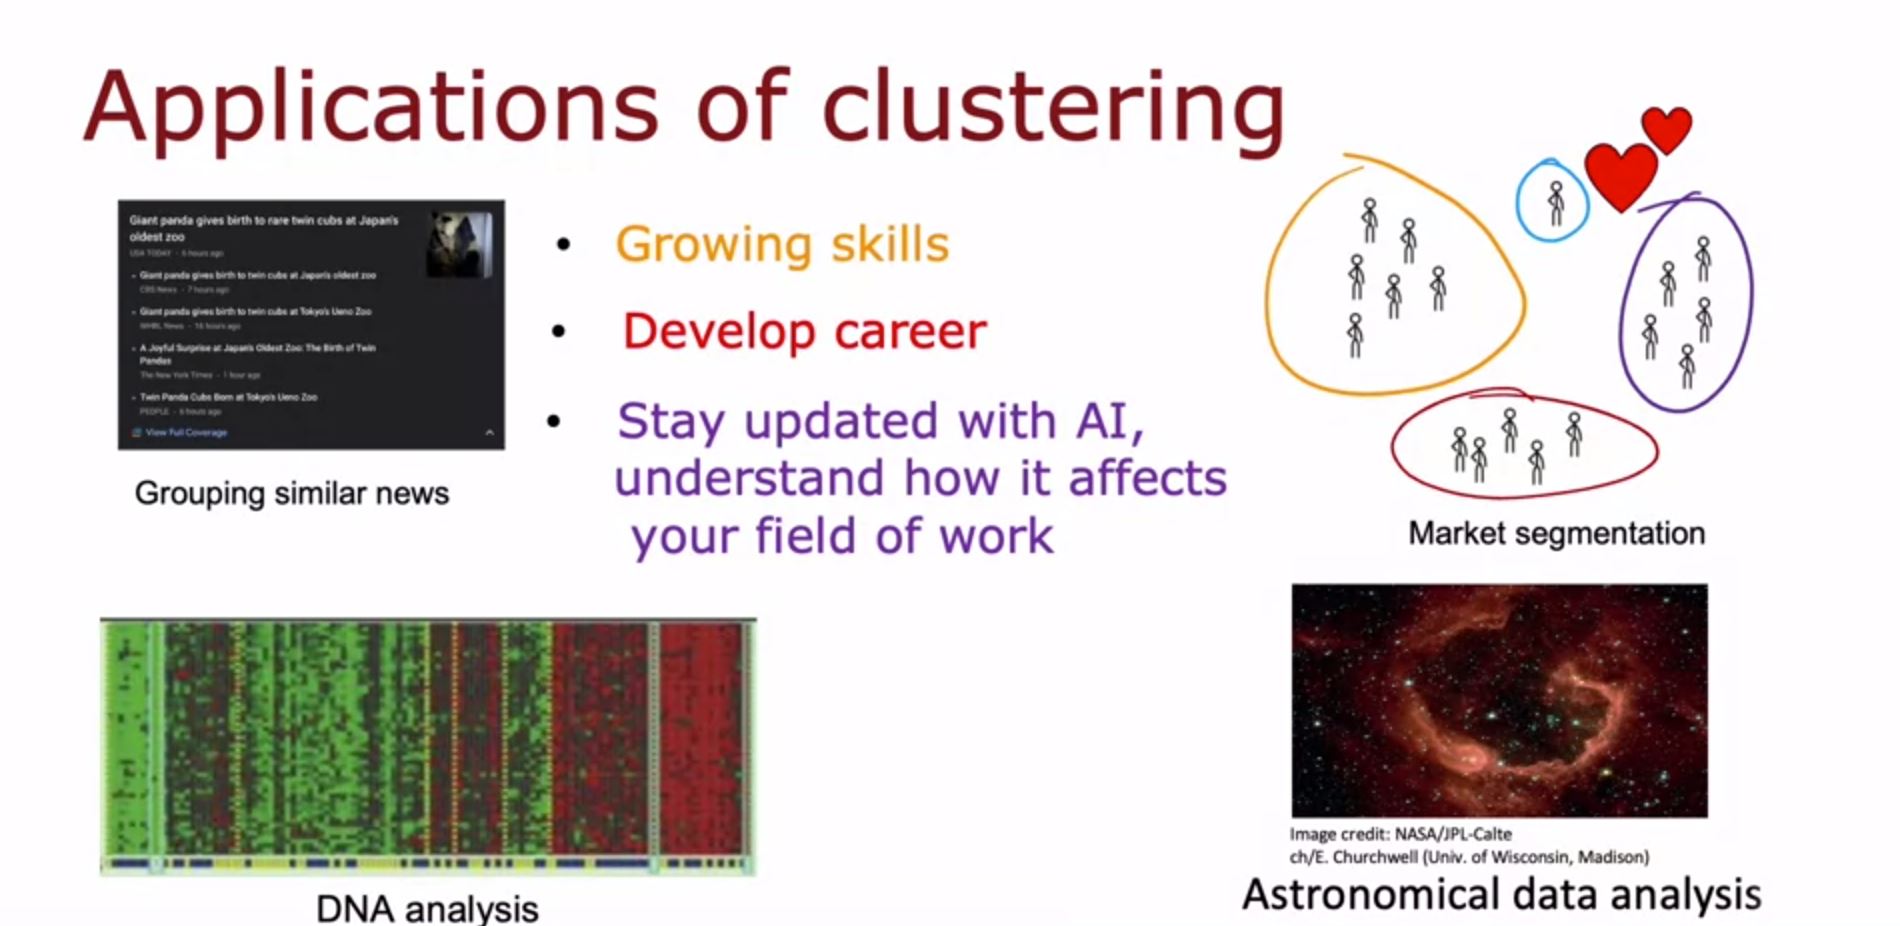 Applications of clustering
Giant panda gives birth to rare twin cubs at Japan's
oldest zoo
USA TODAY · 6 hours ago
Giant panda gives birth to twin cubs at Japan's oldest zoo
CBS News · 7 hours ago
Giant panda gives birth to twin cubs at Tokyo's Ueno Zoo
WHBL News · 16 hours ago
A Joyful Surprise at Japan's Oldest Zoo: The Birth of Twin
Pandas
The New York Times · 1 hour ago
Twin Panda Cubs Born at Tokyo's Ueno Zoo
PEOPLE · 6 hours ago
View Full Coverage
Grouping similar news
• Growing skills
• Develop career
• Stay updated with AI,
understand how it affects
your field of work
Market segmentation
DNA analysis
Image credit: NASA/JPL-Calte
ch/E. Churchwell (Univ. of Wisconsin, Madison)
Astronomical data analysis